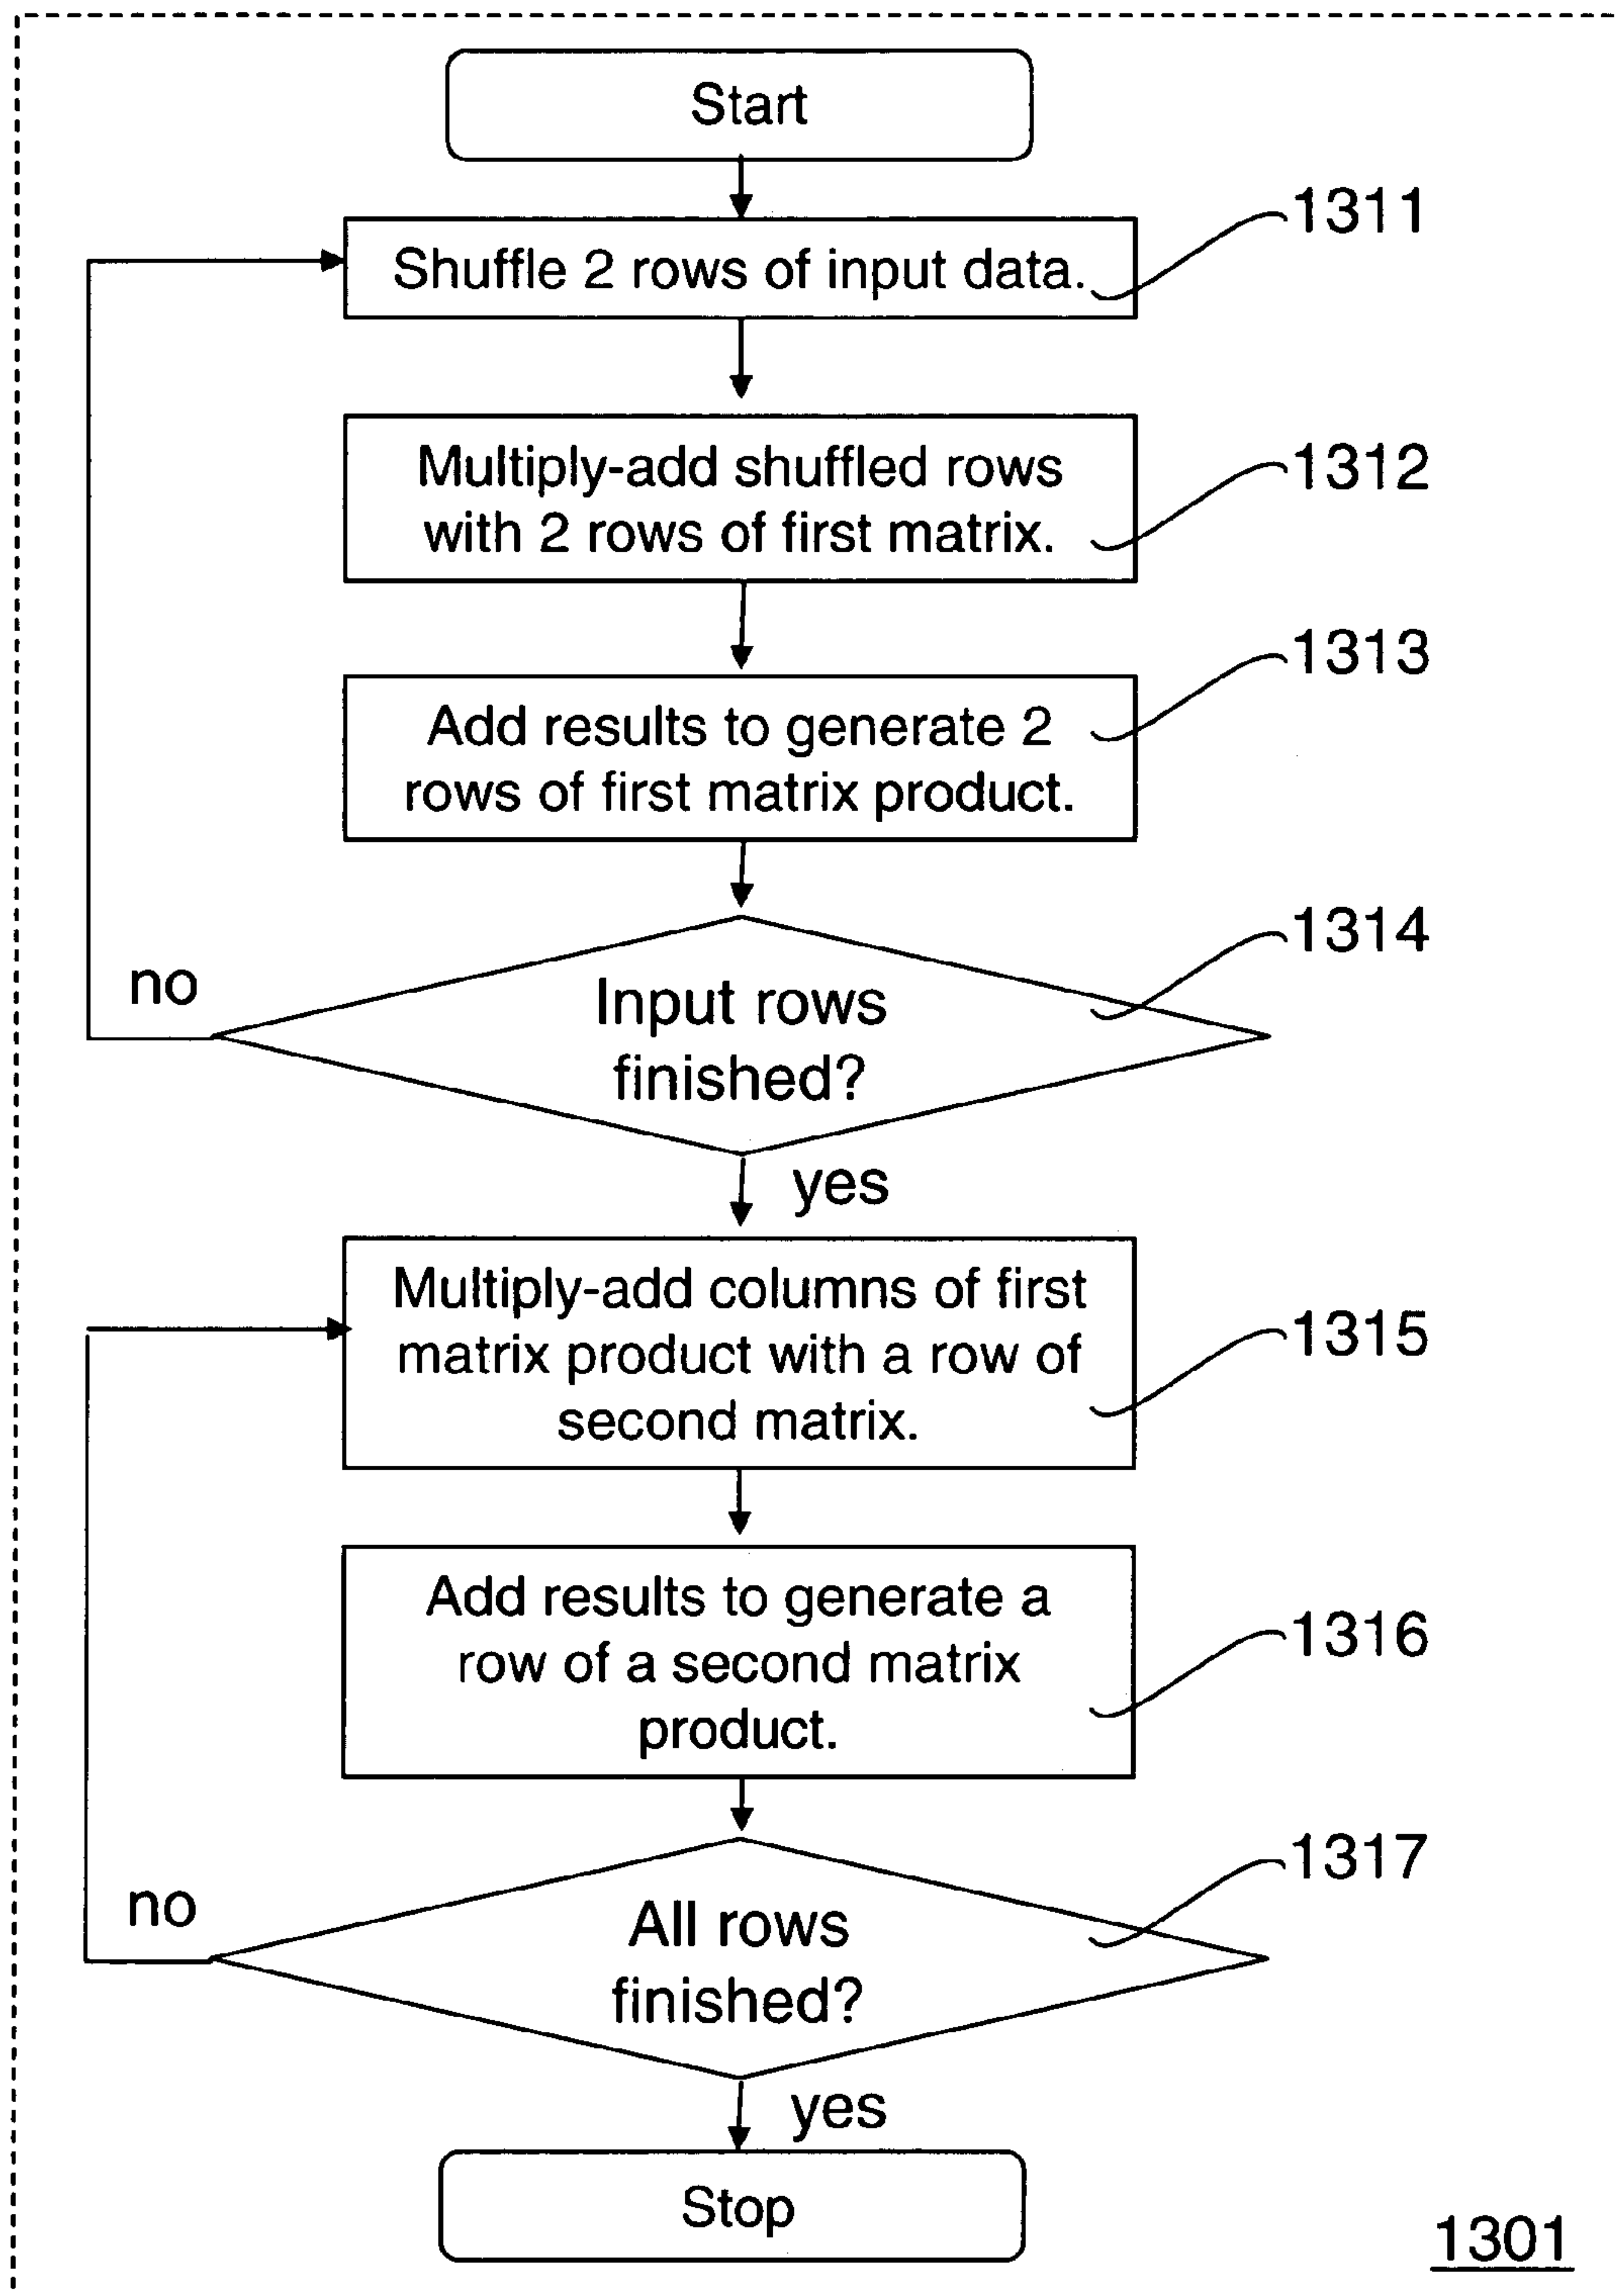 Start
1311
Shuffle 2 rows of input data.
Multiply-add shuffled rows
with 2 rows of first matrix.
1312
1313
Add results to generate 2
rows of first matrix product.
1314
no
Input rows
finished?
yes
Multiply-add columns of first
matrix product with a row of
second matrix.
1315
Add results to generate a
row of a second matrix
product.
1316
1317
no
All rows
finished?
yes
Stop
1301